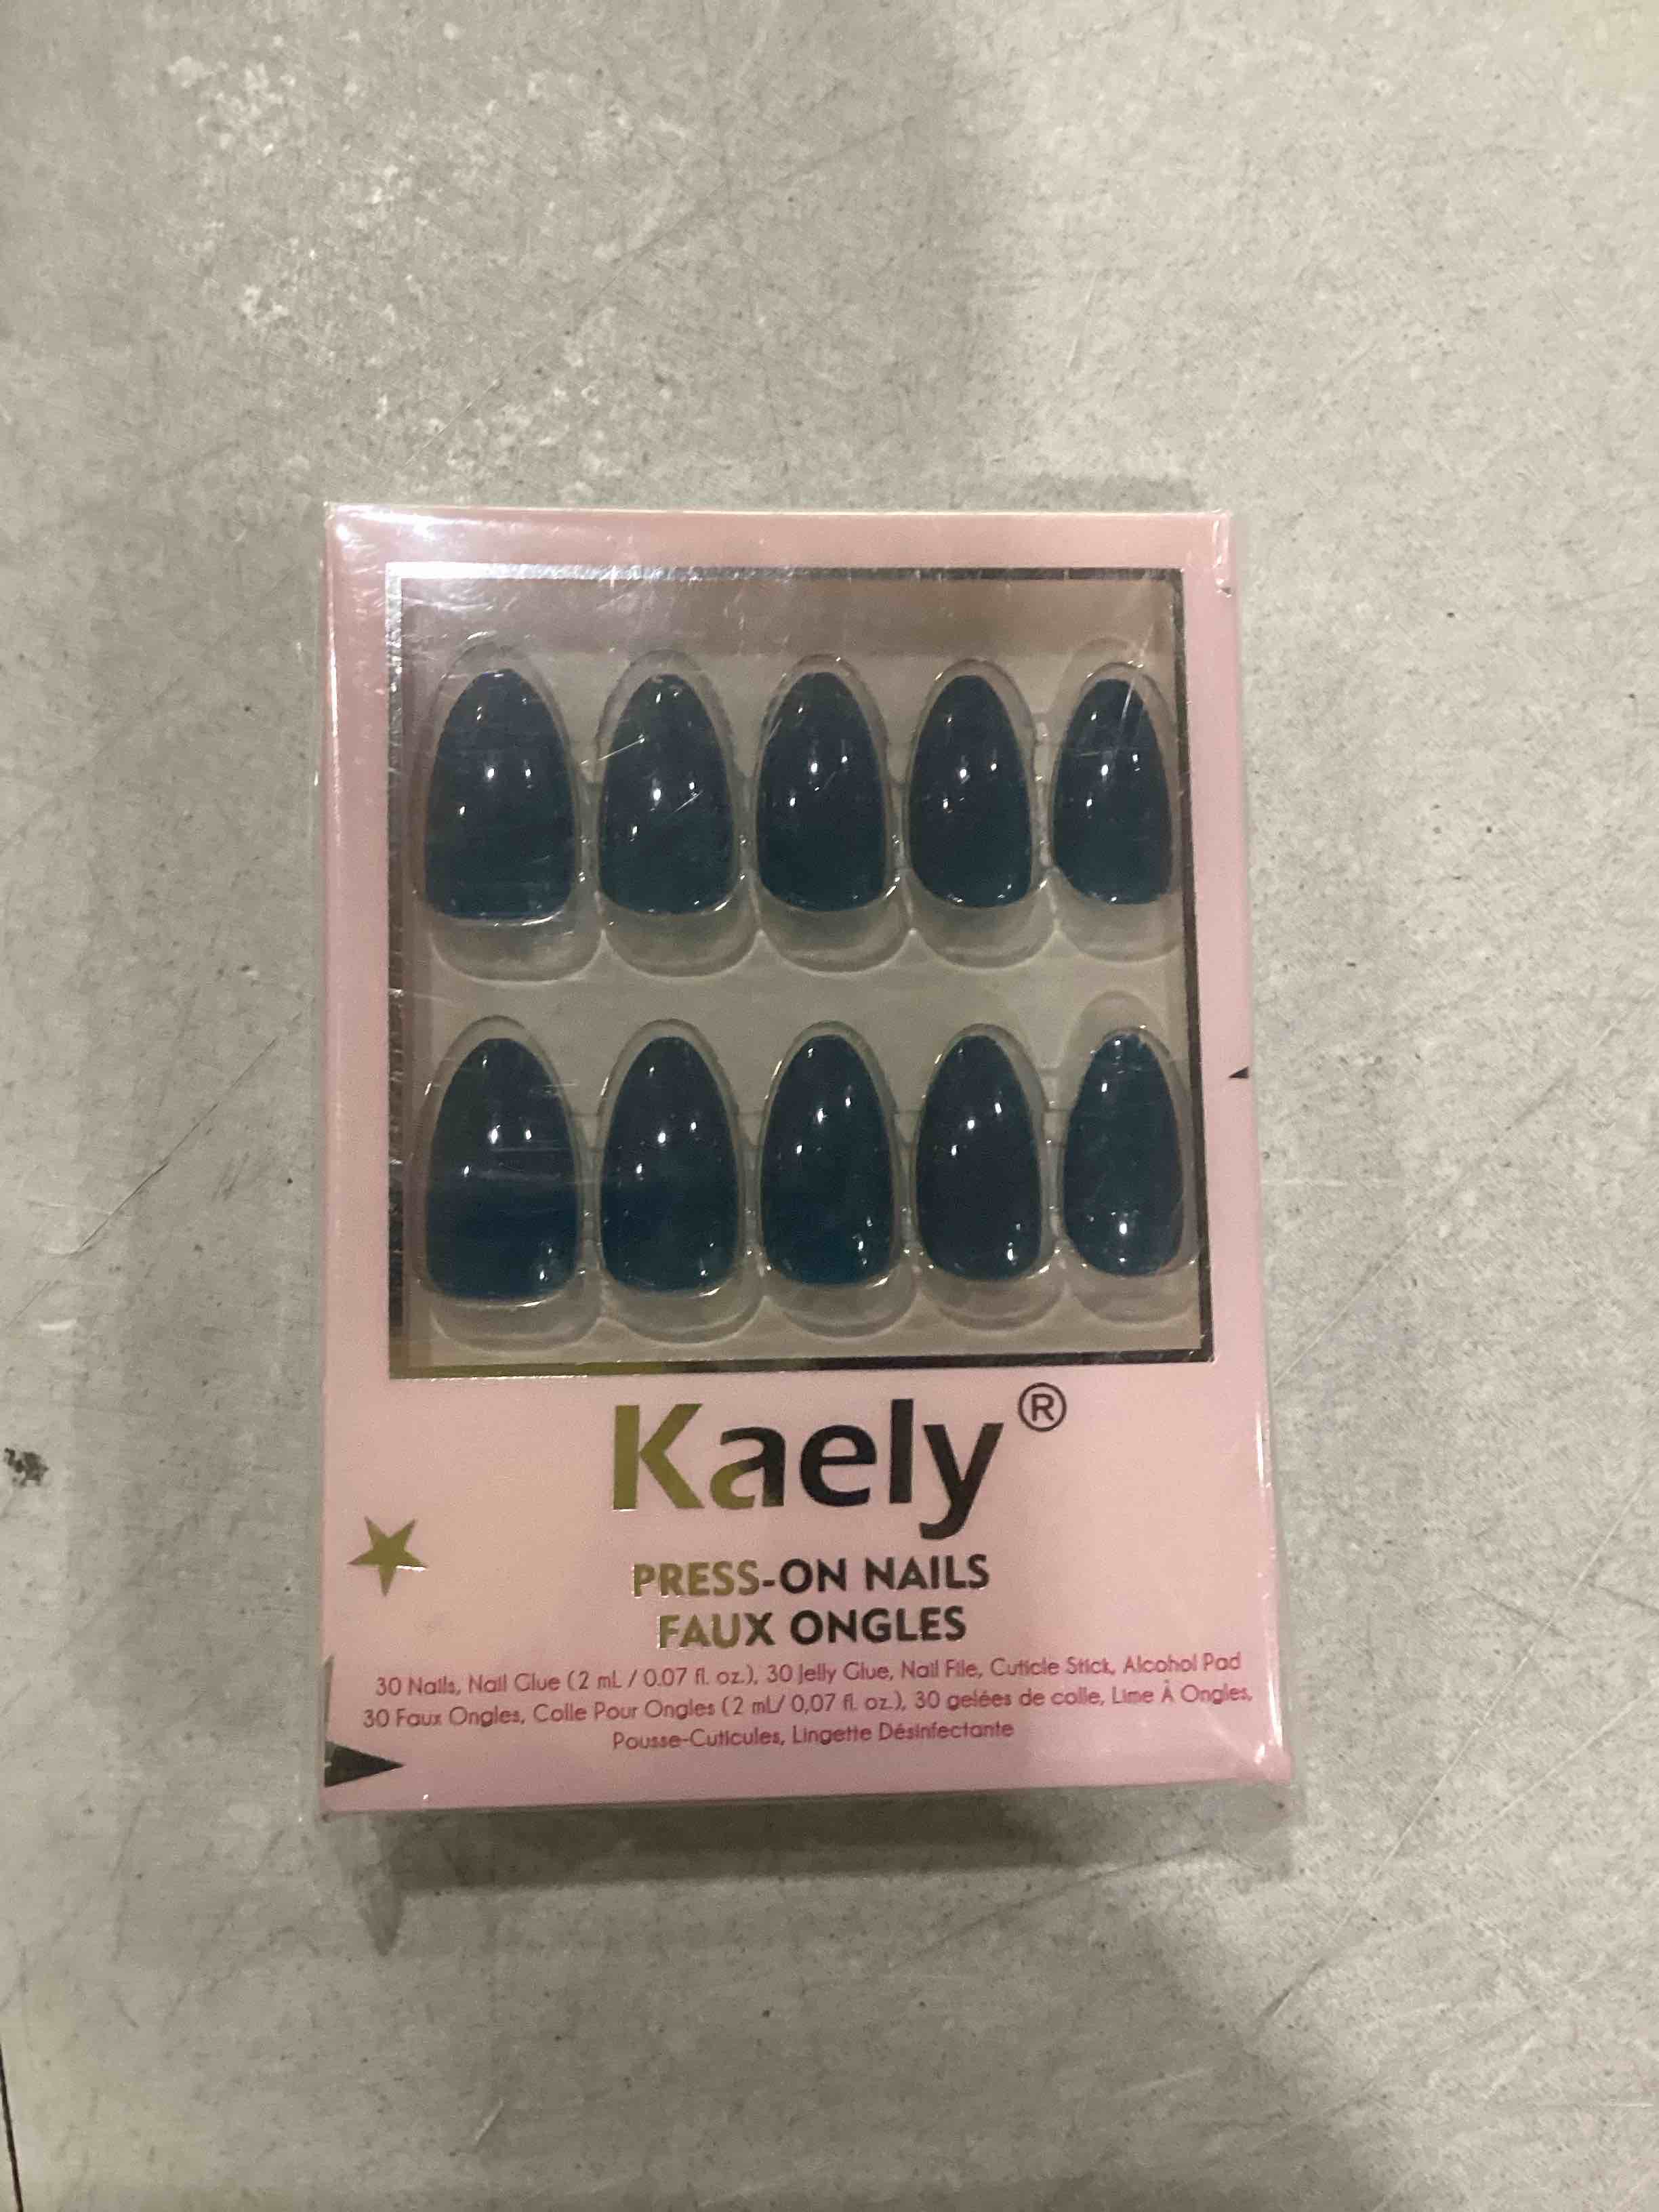 Kaely®
PRESS-ON NAILS
FAUX ONGLES
30 Nails, Nail Glue (2 mL / 0.07 fl. oz.), 30 Jelly Glue, Nail File, Cuticle Stick, Alcohol Pad
30 Faux Ongles, Colle Pour Ongles (2 mL/ 0,07 fl. oz.), 30 gelées de colle, Lime À Ongles,
Pousse-Cuticules, Lingette Désinfectante